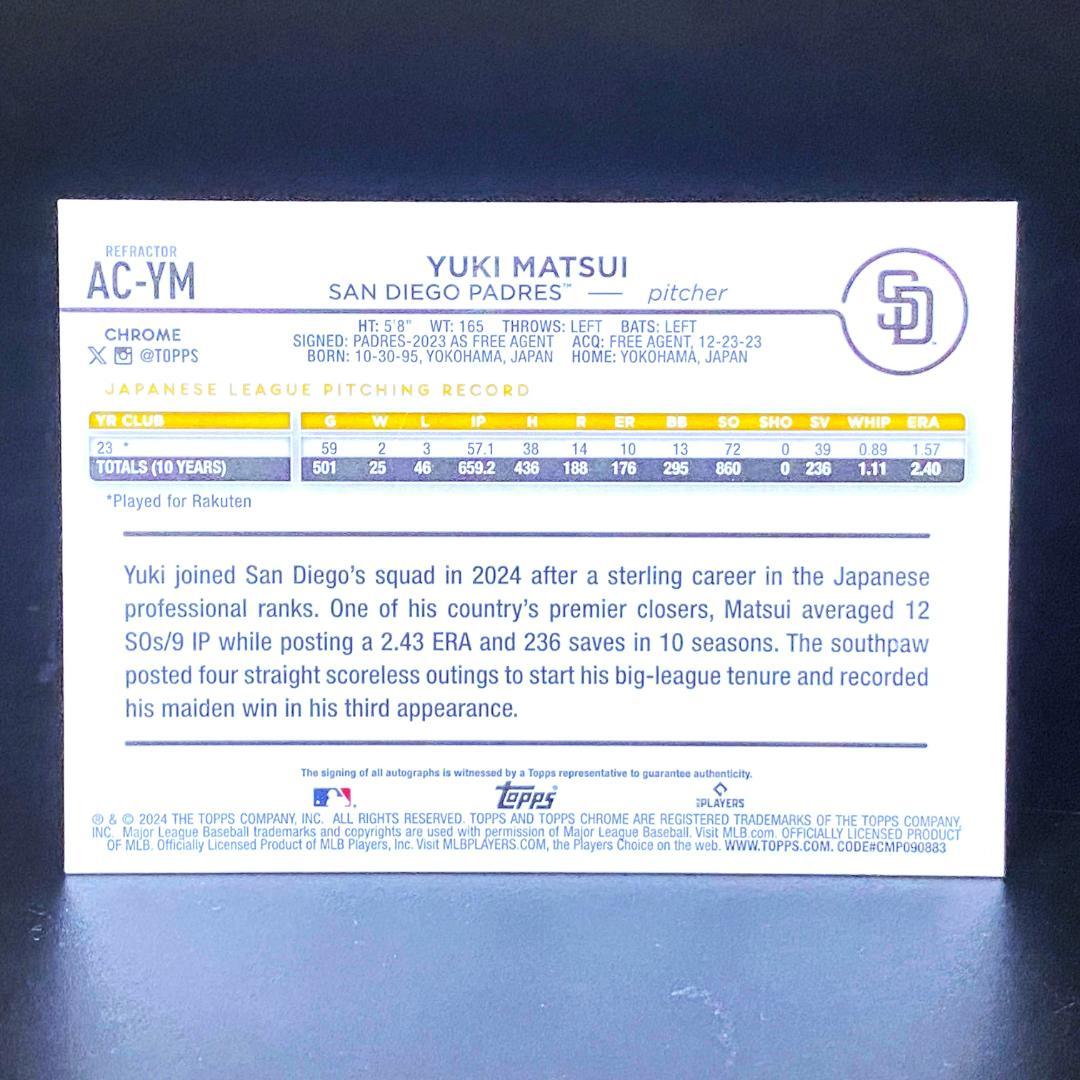 REFRACTOR
AC-YM
YUKI MATSUI
SAN DIEGO PADRES™ — pitcher
SD
CHROME
@TOPPS
HT: 5'8" WT: 165 THROWS: LEFT BATS: LEFT
SIGNED: PADRES-2023 AS FREE AGENT ACQ: FREE AGENT, 12-23-23
BORN: 10-30-95, YOKOHAMA, JAPAN HOME: YOKOHAMA, JAPAN
JAPANESE LEAGUE PITCHING RECORD
YR CLUB G W L IP H R ER BB SO SHO SV WHIP ERA
23 * 59 2 3 57.1 38 14 10 13 72 0 39 0.89 1.57
TOTALS (10 YEARS) 501 25 46 659.2 436 188 176 295 860 0 236 1.11 2.40
*Played for Rakuten
Yuki joined San Diego's squad in 2024 after a sterling career in the Japanese
professional ranks. One of his country's premier closers, Matsui averaged 12
SOs/9 IP while posting a 2.43 ERA and 236 saves in 10 seasons. The southpaw
posted four straight scoreless outings to start his big-league tenure and recorded
his maiden win in his third appearance.
The signing of all autographs is witnessed by a Topps representative to guarantee authenticity.
topps
PLAYERS
® & © 2024 THE TOPPS COMPANY, INC. ALL RIGHTS RESERVED. TOPPS AND TOPPS CHROME ARE REGISTERED TRADEMARKS OF THE TOPPS COMPANY,
INC. Major League Baseball trademarks and copyrights are used with permission of Major League Baseball. Visit MLB.com. OFFICIALLY LICENSED PRODUCT
OF MLB. Officially Licensed Product of MLB Players, Inc. Visit MLBPLAYERS.COM, the Players Choice on the web. WWW.TOPPS.COM. CODE#CMP090883